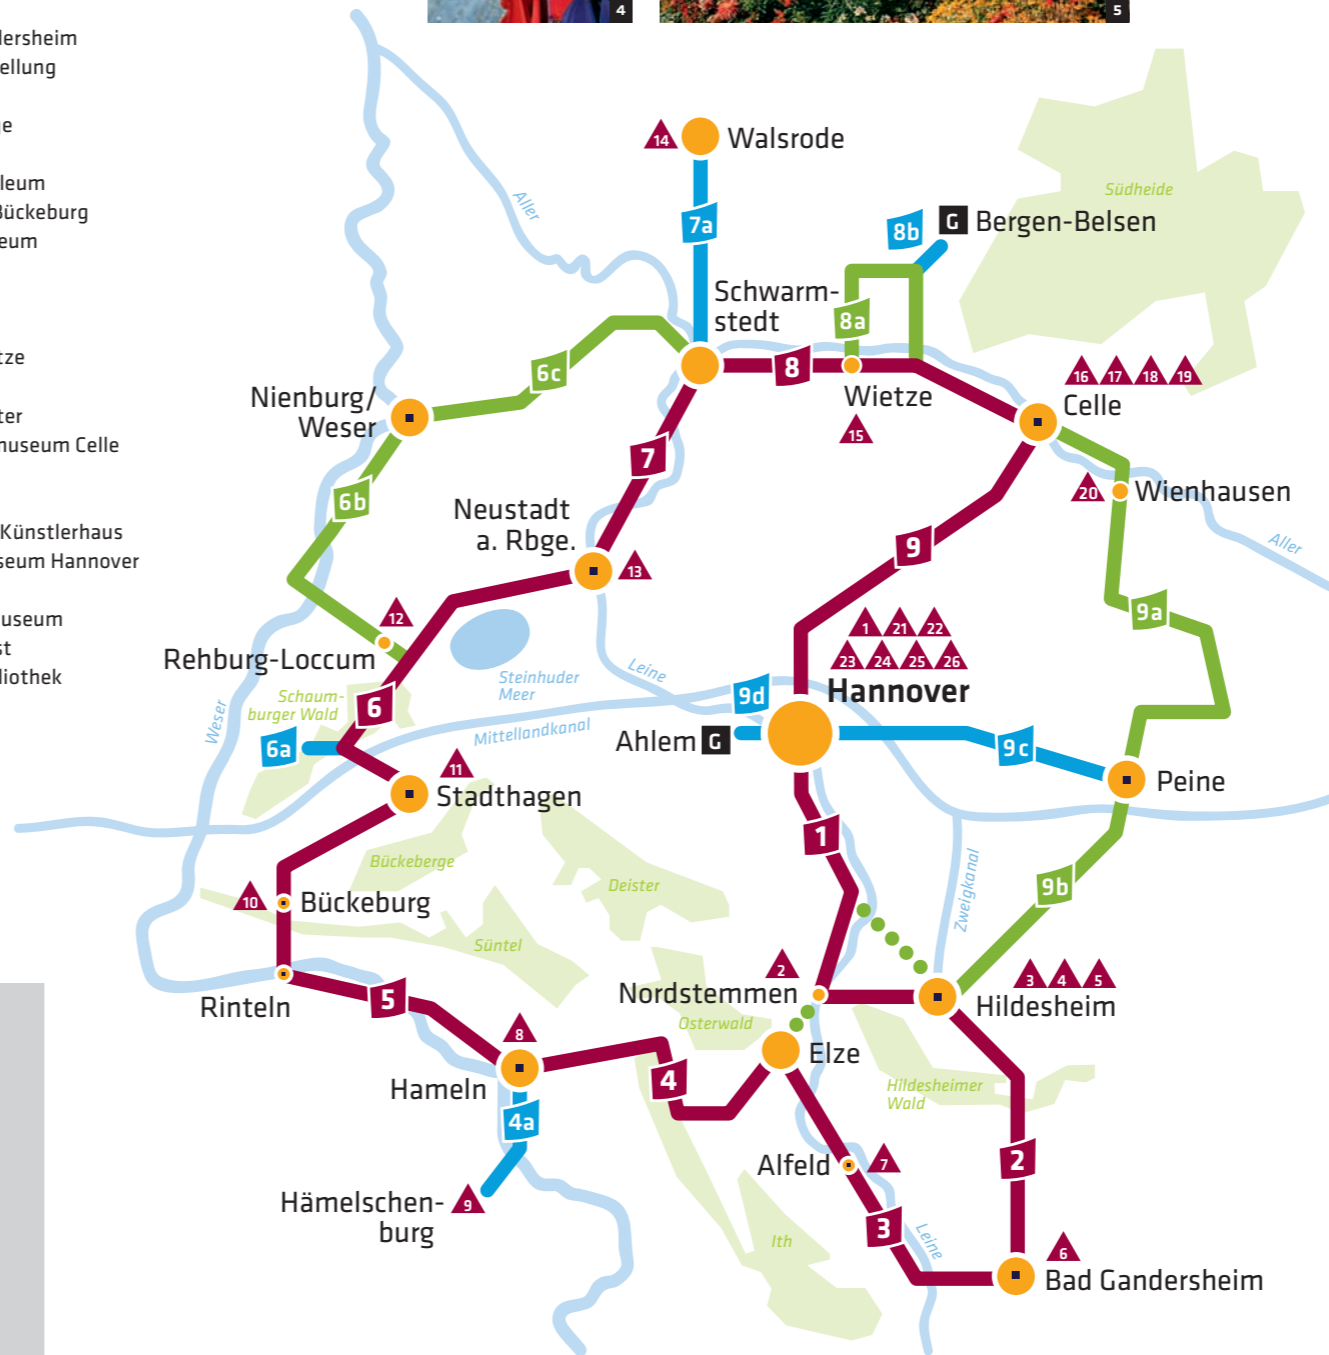 4
5
dersheim
ellung
ge
leum
Bückeburg
eum
tze
ter
museum Celle
Künstlerhaus
seum Hannover
useum
st
liothek
14
Walsrode
Aller
7a
Südheide
8b
G Bergen-Belsen
Schwarm-
stedt
8a
6c
8
16 17 18 19
Nienburg/
Weser
Wietze
Celle
15
7
6b
20
Wienhausen
Neustadt
a. Rbge.
9
Aller
13
12
9a
1 21 22
Rehburg-Loccum
23 24 25 26
Leine
Steinhuder
Meer
Hannover
Schaum-
burger Wald
6
9d
Weser
Mittellandkanal
6a
Ahlem G
9c
11
Peine
Stadthagen
1
Bückeberge
Deister
Zweigkanal
9b
10
Bückeburg
Süntel
2
3 4 5
Nordstemmen
Rinteln
5
Hildesheim
Osterwald
8
Elze
4
Hameln
Hildesheimer
Wald
4a
Alfeld
7
2
Hämelschen-
burg
9
3
Ith
Leine
6
Bad Gandersheim